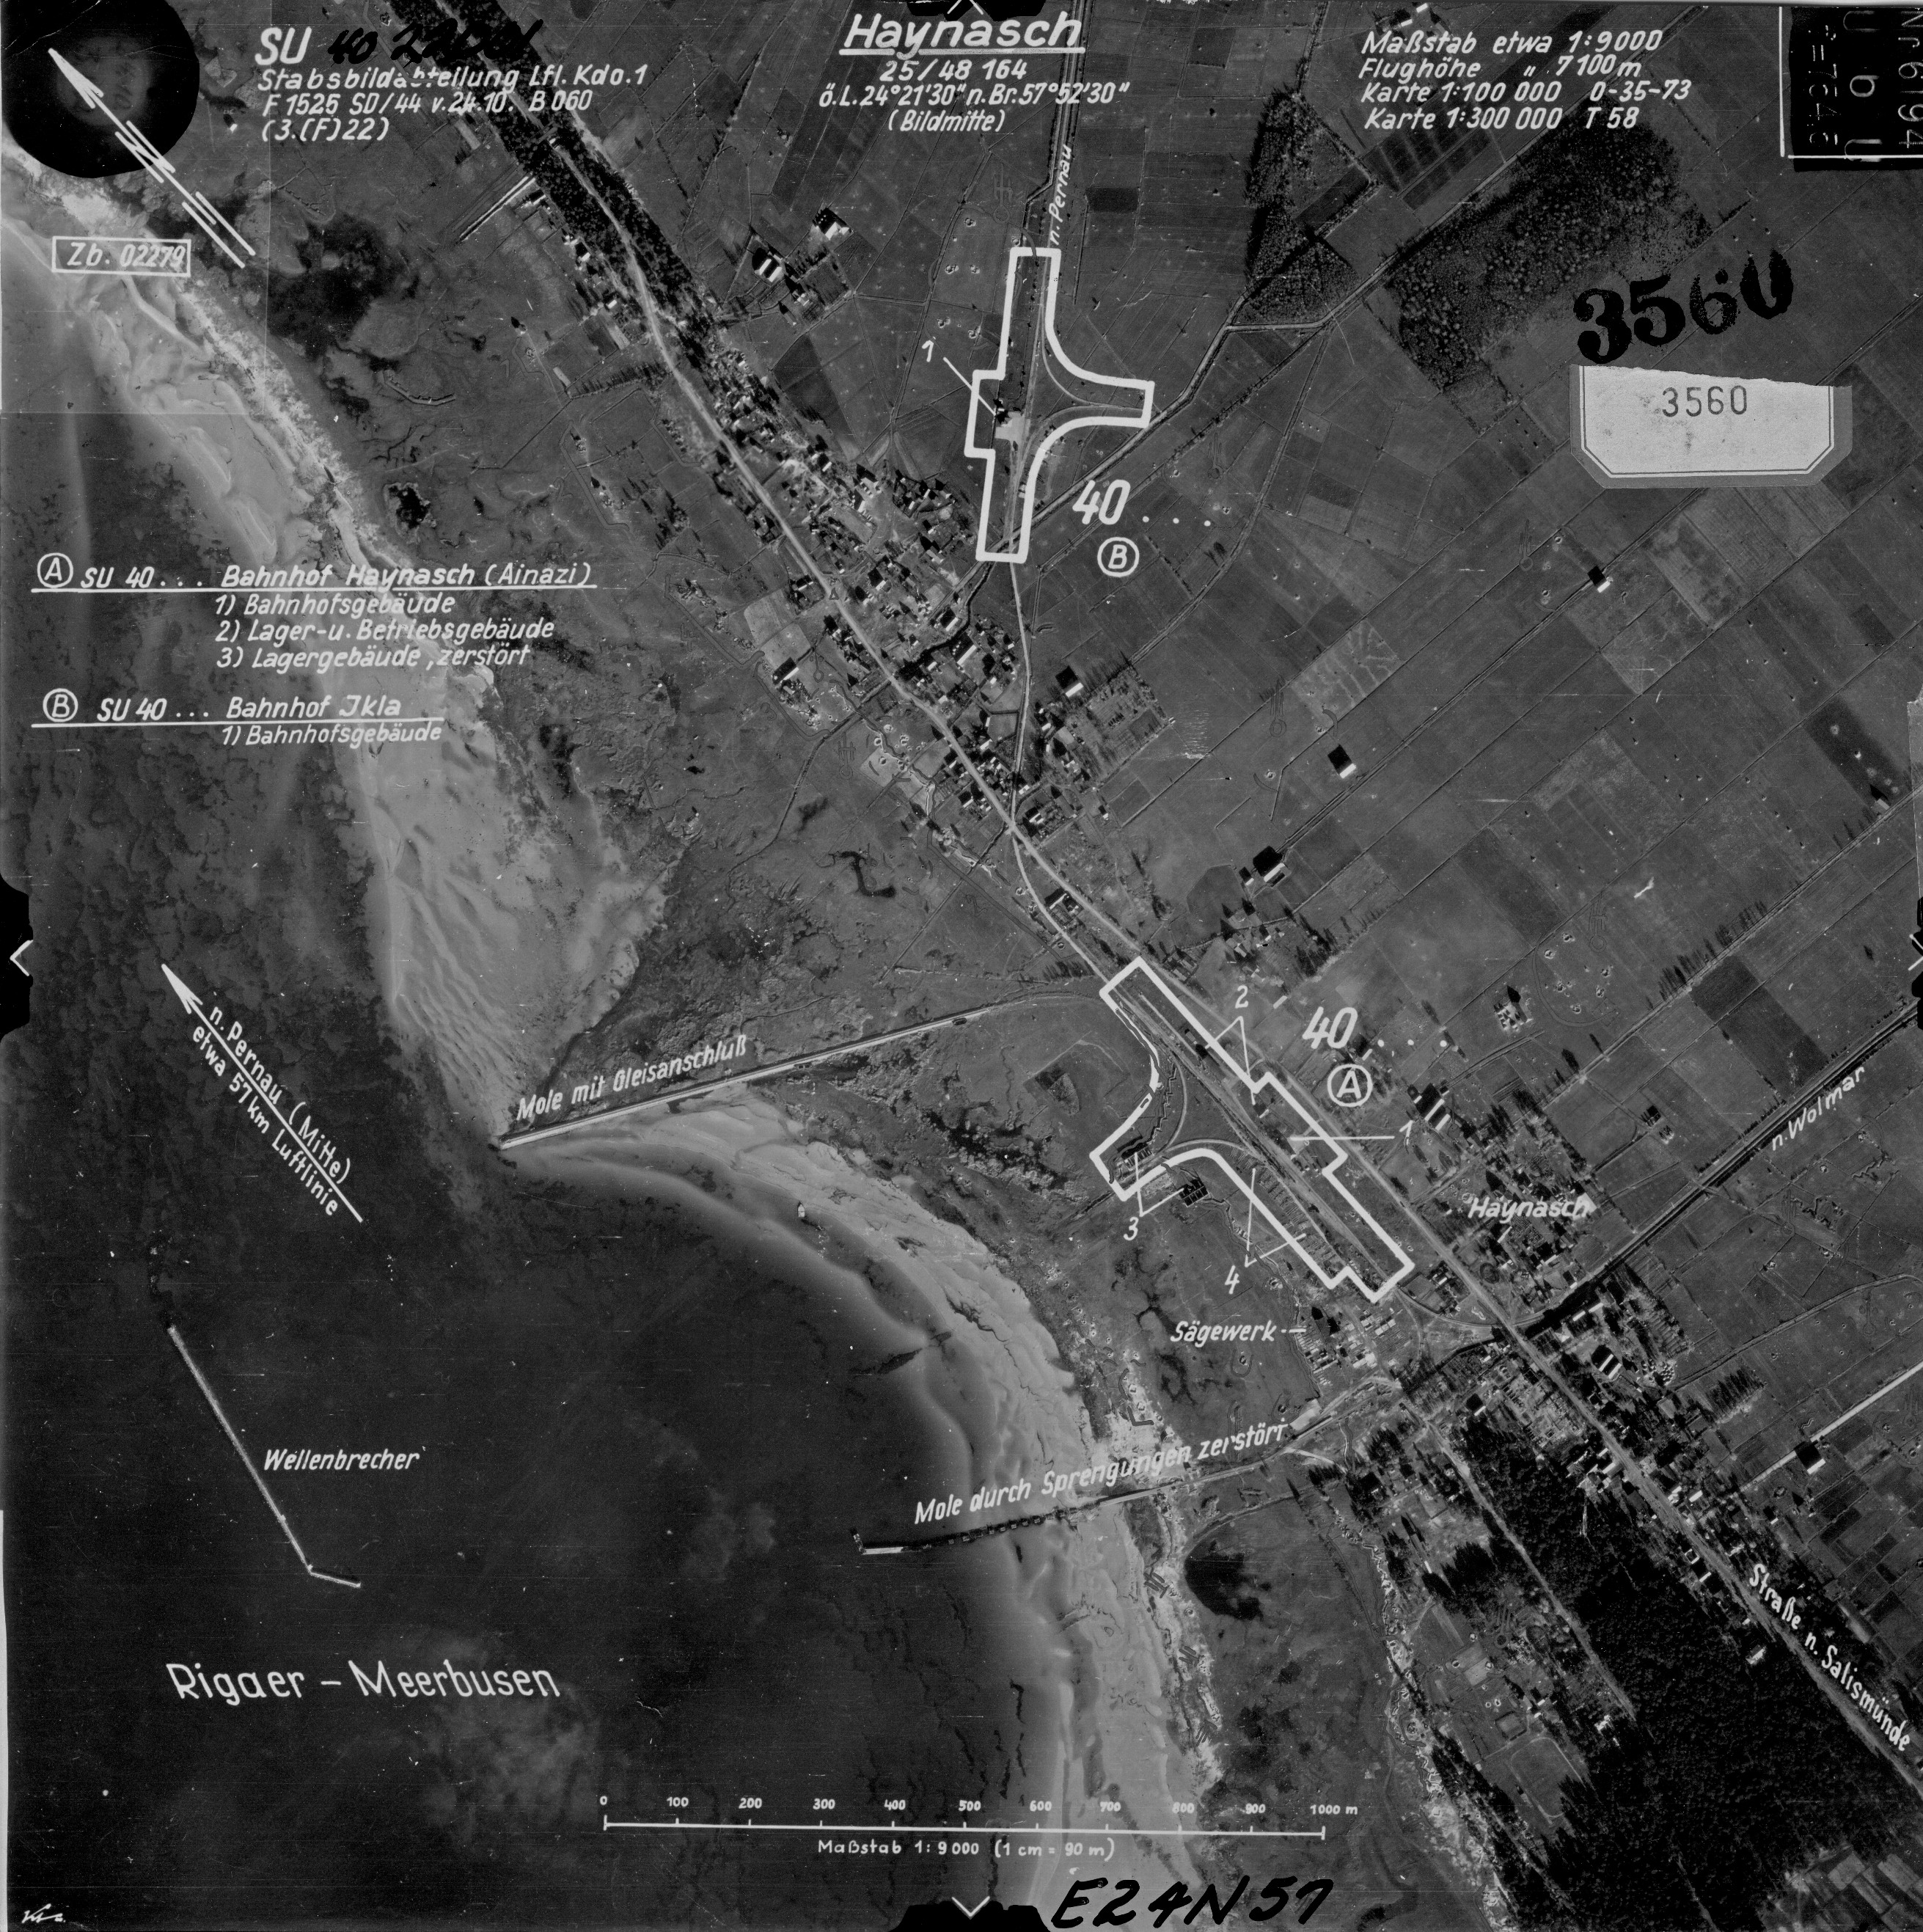 SU 40
Stabsbildabteilung Lfl. Kdo. 1
F 1525 SD/44 v. 24.10. B 060
(3.(F)22)
Haynasch
25/48 164
ö.L. 24°21'30" n.Br. 57°52'30"
(Bildmitte)
Maßstab etwa 1:9000
Flughöhe " 7100 m
Karte 1:100 000 O-35-73
Karte 1:300 000 T 58
Nr 6194
n. Pernau
Zb. 02279
3560
3560
1
40 . . .
B
A SU 40 ... Bahnhof Haynasch (Ainazi)
1) Bahnhofsgebäude
2) Lager-u. Betriebsgebäude
3) Lagergebäude, zerstört
B SU 40 ... Bahnhof Jkla
1) Bahnhofsgebäude
2
40 . . . .
A
1
3
4
Mole mit Gleisanschluß
n. Pernau (Mitte)
etwa 57 km Luftlinie
n. Wolmar
Haynasch
Sägewerk --
Wellenbrecher
Mole durch Sprengungen zerstört
Straße n. Salismünde
Rigaer - Meerbusen
0 100 200 300 400 500 600 700 800 900 1000 m
Maßstab 1: 9 000 (1 cm = 90 m)
E24N57